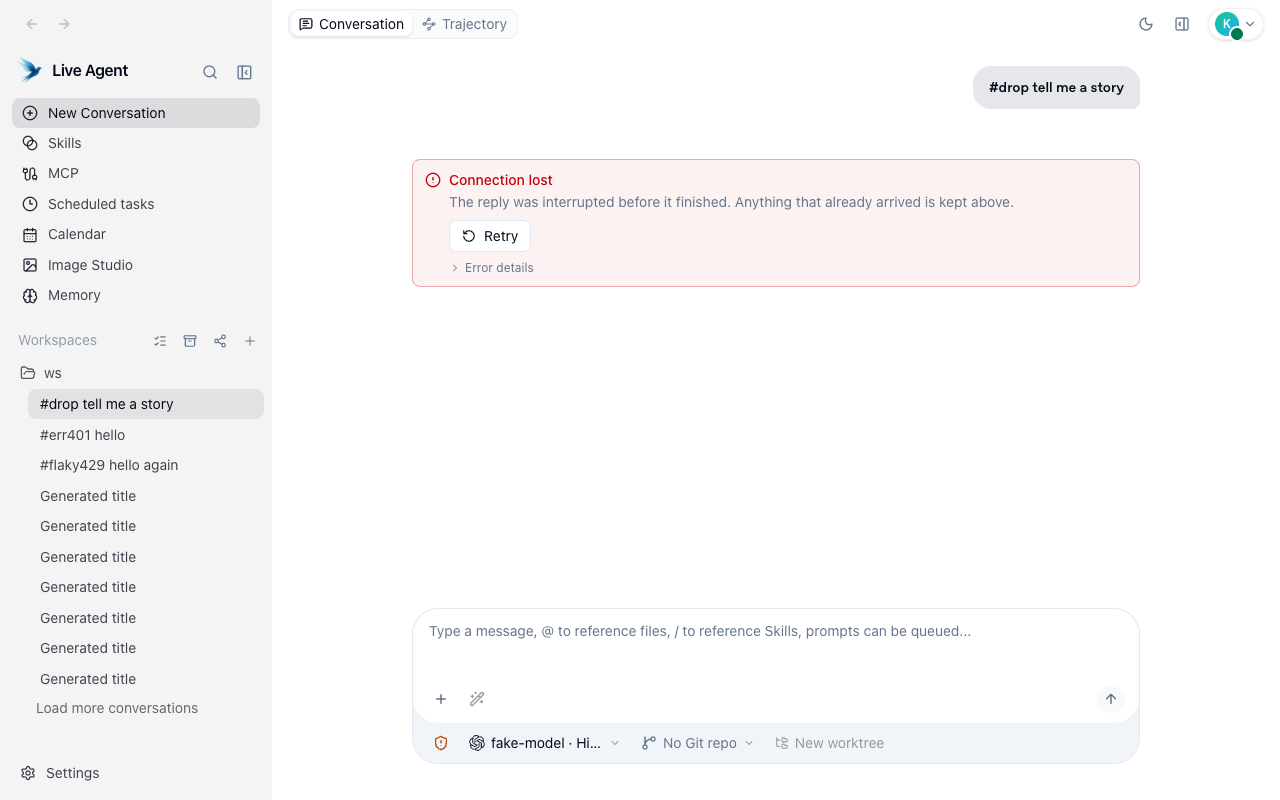 Live Agent
New Conversation
Skills
MCP
Scheduled tasks
Calendar
Image Studio
Memory
Workspaces
ws
#drop tell me a story
#err401 hello
#flaky429 hello again
Generated title
Generated title
Generated title
Generated title
Generated title
Generated title
Generated title
Load more conversations
Settings
Conversation
Trajectory
K
#drop tell me a story
Connection lost
The reply was interrupted before it finished. Anything that already arrived is kept above.
Retry
Error details
Type a message, @ to reference files, / to reference Skills, prompts can be queued...
fake-model · Hi...
No Git repo
New worktree